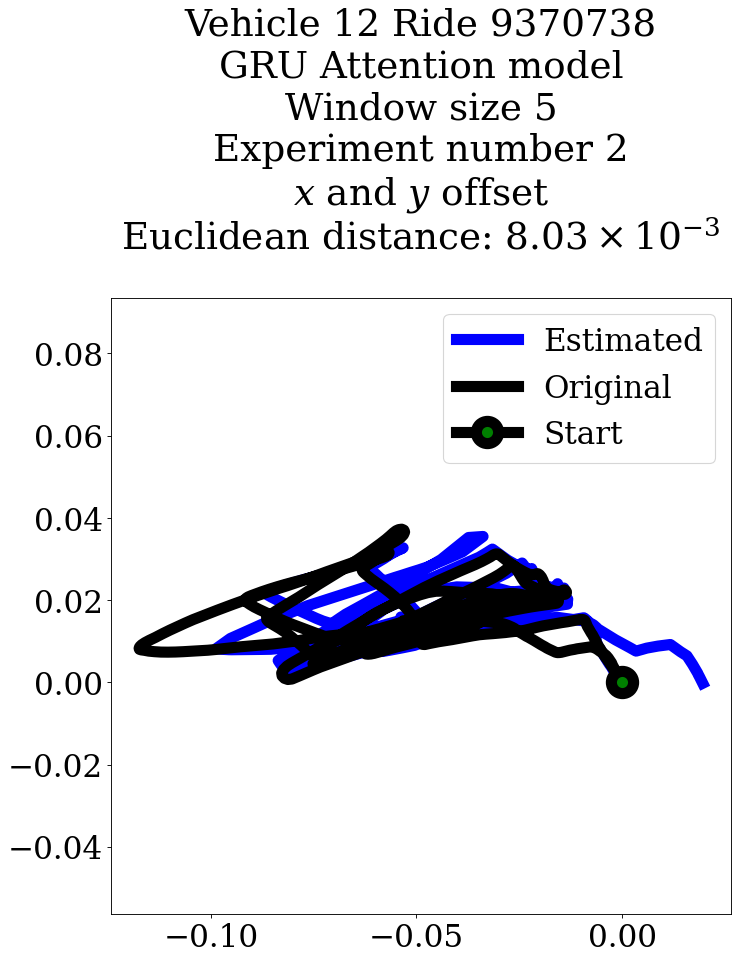 Vehicle 12 Ride 9370738
GRU Attention model
Window size 5
Experiment number 2
x and y offset
Euclidean distance: 8.03 × 10⁻³
Estimated
Original
Start
0.08
0.06
0.04
0.02
0.00
−0.02
−0.04
−0.10
−0.05
0.00